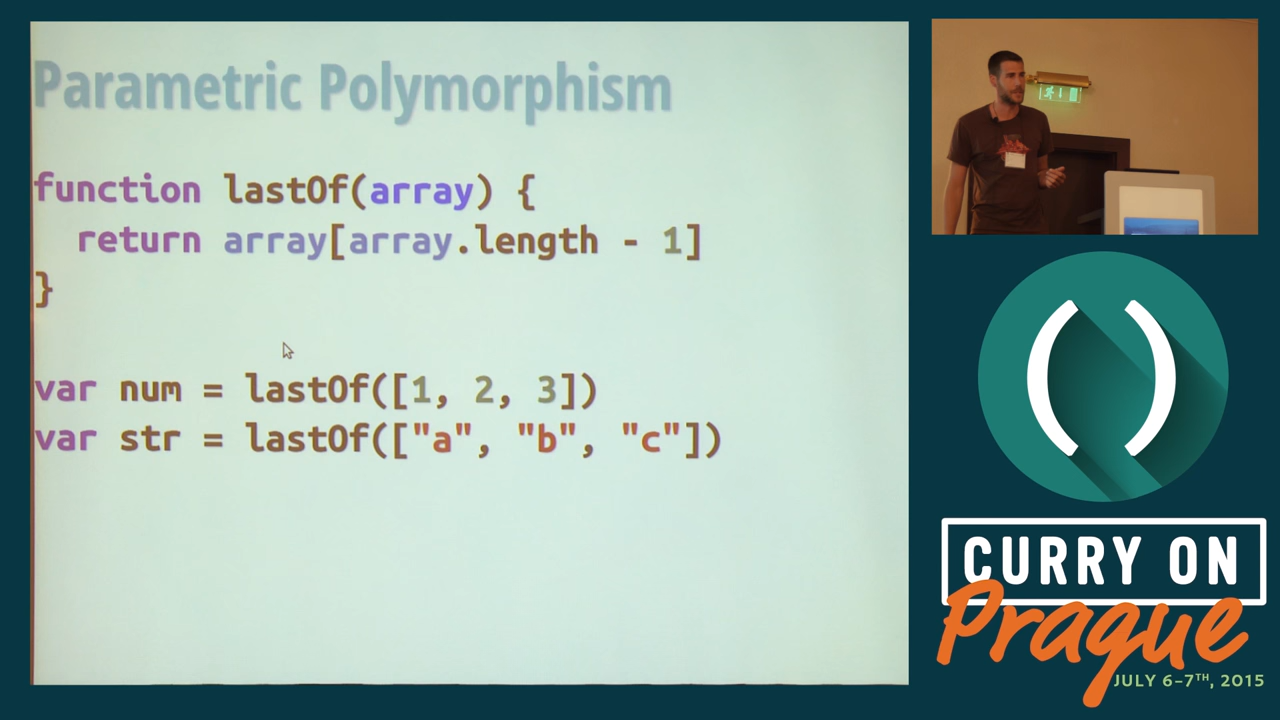 Parametric Polymorphism
function lastOf(array) {
  return array[array.length - 1]
}
var num = lastOf([1, 2, 3])
var str = lastOf(["a", "b", "c"])
( )
CURRY ON
Prague
JULY 6–7TH, 2015